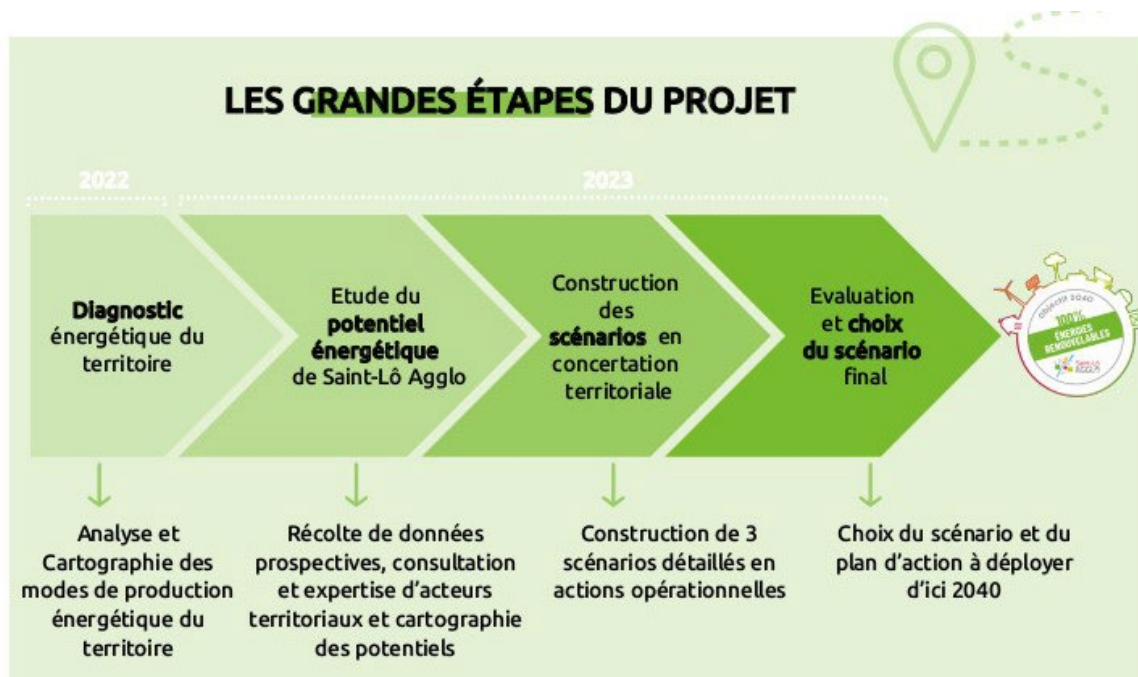 LES GRANDES ÉTAPES DU PROJET
2022
2023
Diagnostic
énergétique du
territoire
Etude du
potentiel
énergétique
de Saint-Lô Agglo
Construction
des
scénarios en
concertation
territoriale
Evaluation
et choix
du scénario
final
Objectif 2040
100%
ÉNERGIES
RENOUVELABLES
Saint-Lô
AGGLO
Analyse et
Cartographie des
modes de production
énergétique du
territoire
Récolte de données
prospectives, consultation
et expertise d’acteurs
territoriaux et cartographie
des potentiels
Construction de 3
scénarios détaillés en
actions opérationnelles
Choix du scénario et du
plan d’action à déployer
d’ici 2040